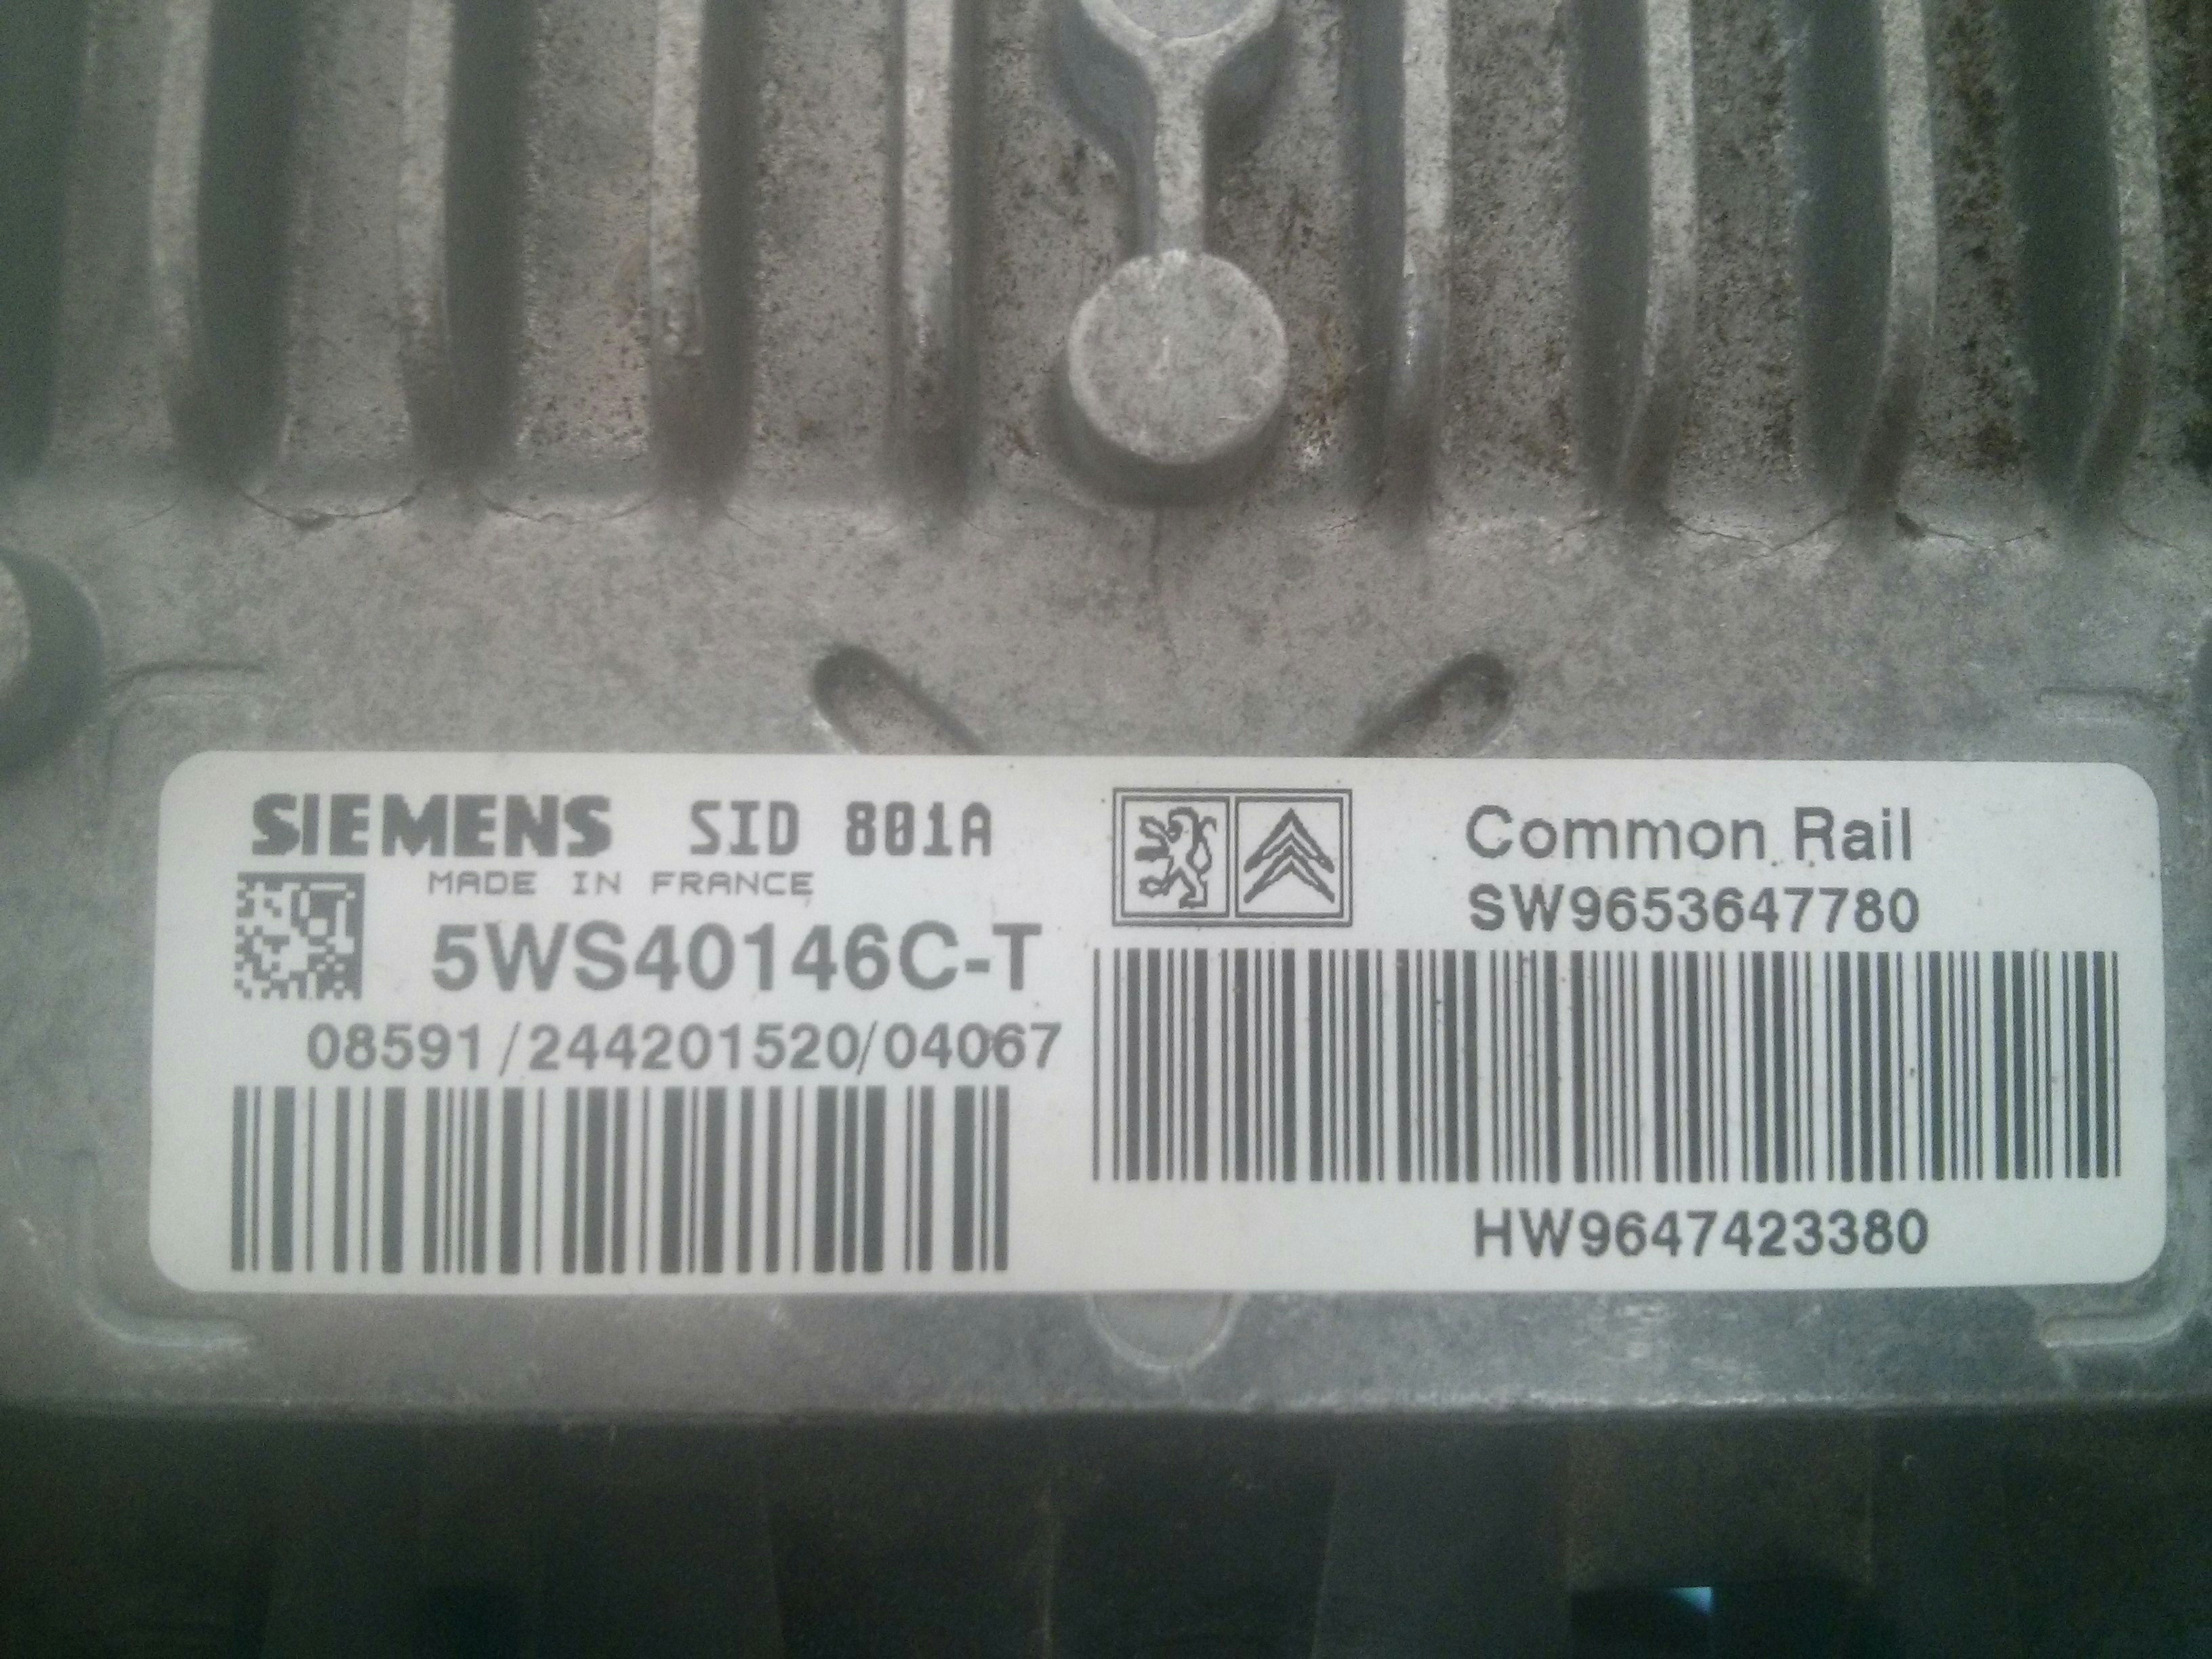 SIEMENS SID 801A
MADE IN FRANCE
5WS40146C-T
08591/244201520/04067
Common Rail
SW9653647780
HW9647423380